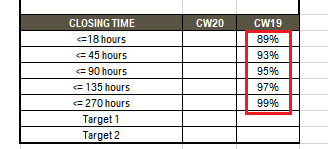 CLOSING TIME CW20 CW19
<=18 hours 89%
<= 45 hours 93%
<= 90 hours 95%
<= 135 hours 97%
<= 270 hours 99%
Target 1
Target 2